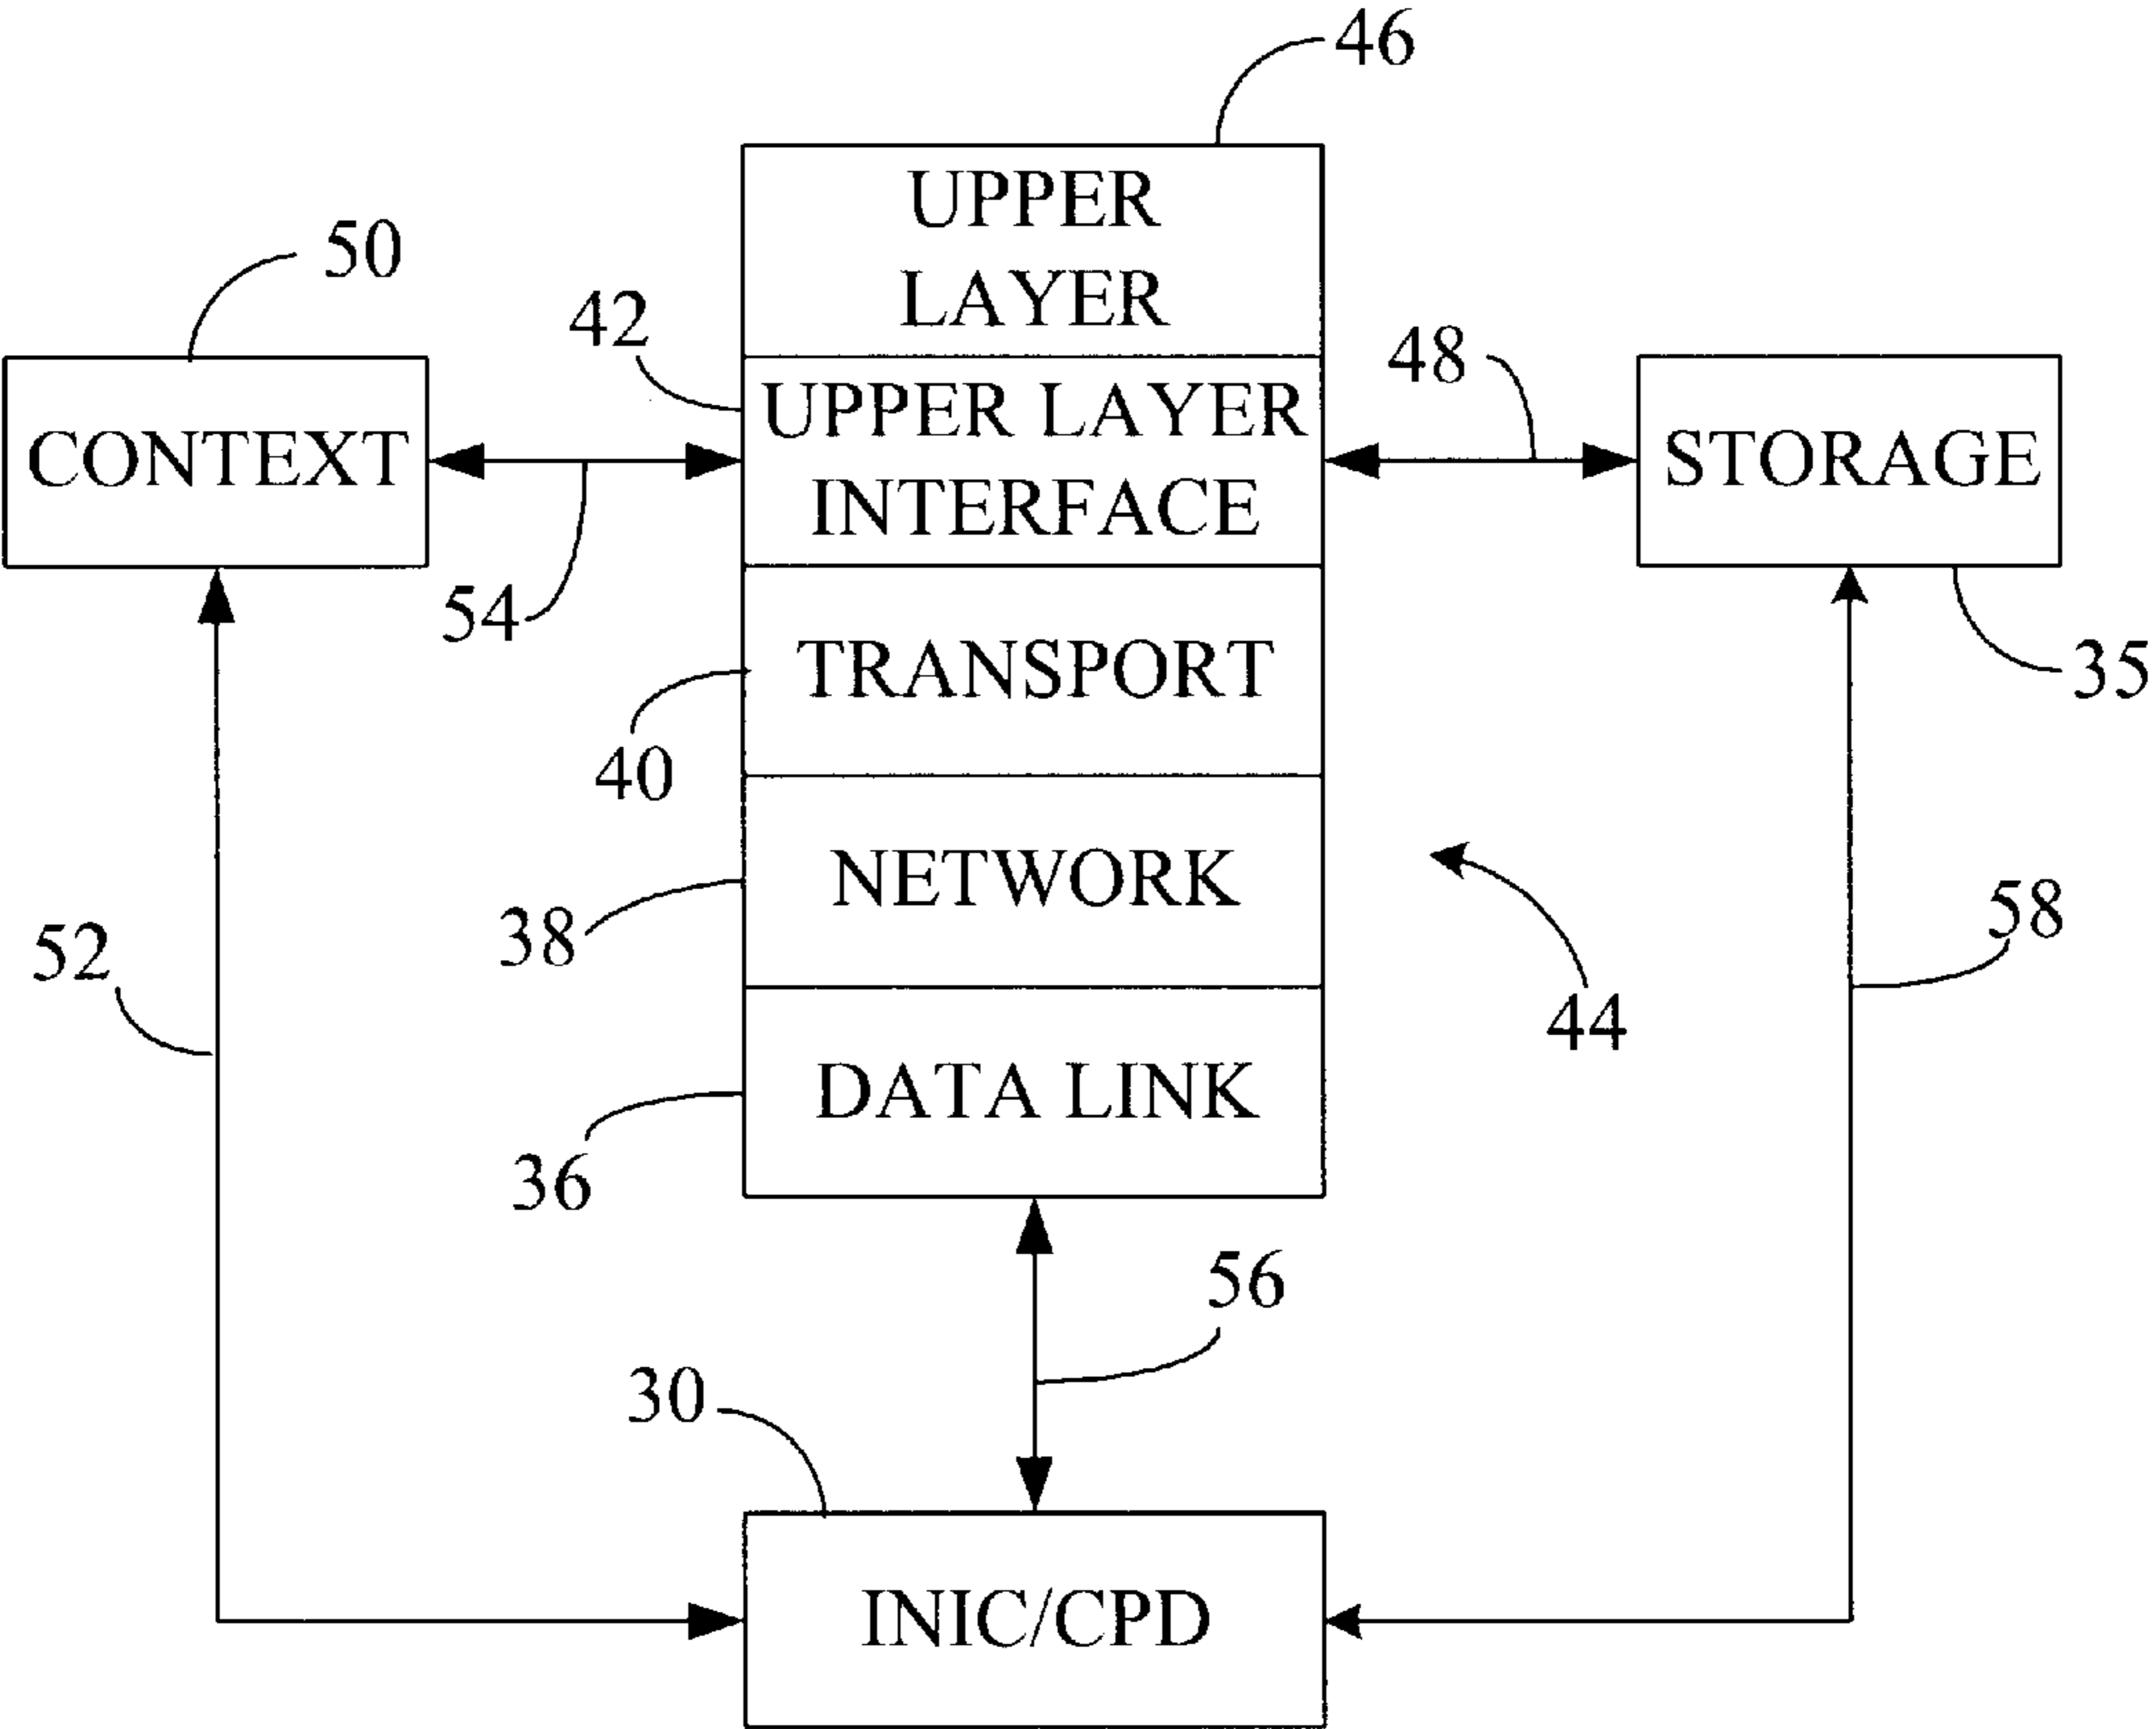 46
UPPER
LAYER
50
42
UPPER LAYER
INTERFACE
48
CONTEXT
STORAGE
54
TRANSPORT
35
40
NETWORK
38
52
58
44
DATA LINK
36
56
30
INIC/CPD